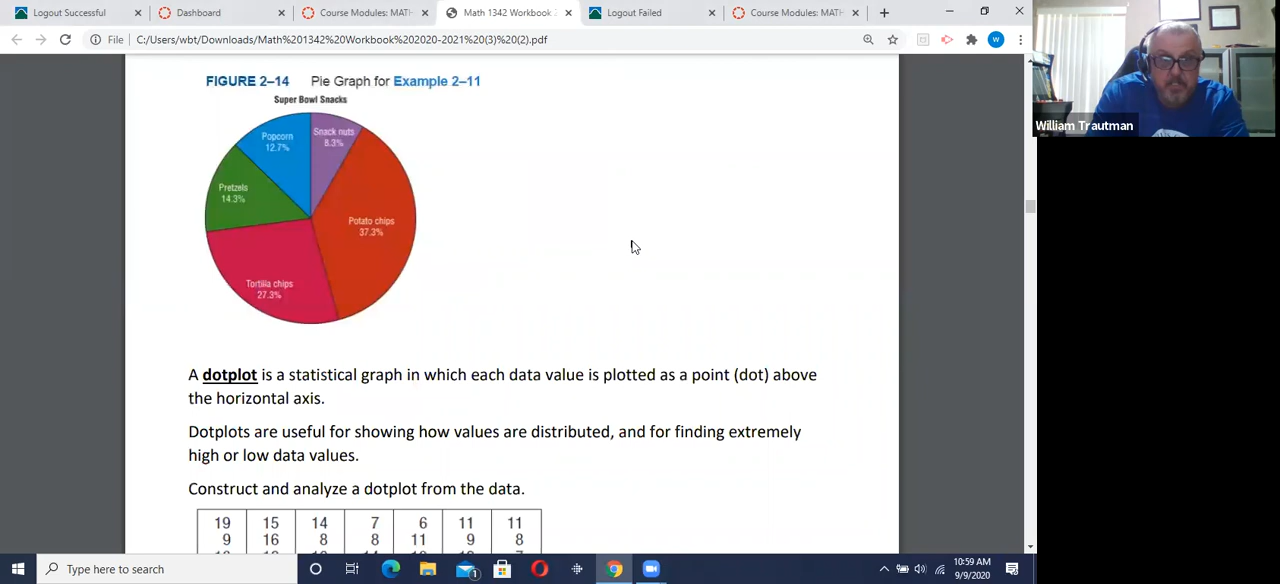 Logout Successful
Dashboard
Course Modules: MATH
Math 1342 Workbook
Logout Failed
Course Modules: MATH
File
C:/Users/wbt/Downloads/Math%201342%20Workbook%202020-2021%20(3)%20(2).pdf
William Trautman
FIGURE 2–14 Pie Graph for Example 2–11
Super Bowl Snacks
Popcorn
12.7%
Snack nuts
8.3%
Pretzels
14.3%
Potato chips
37.3%
Tortilla chips
27.3%
A dotplot is a statistical graph in which each data value is plotted as a point (dot) above
the horizontal axis.
Dotplots are useful for showing how values are distributed, and for finding extremely
high or low data values.
Construct and analyze a dotplot from the data.
19 15 14 7 6 11 11
9 16 8 8 11 9 8
Type here to search
10:59 AM
9/9/2020